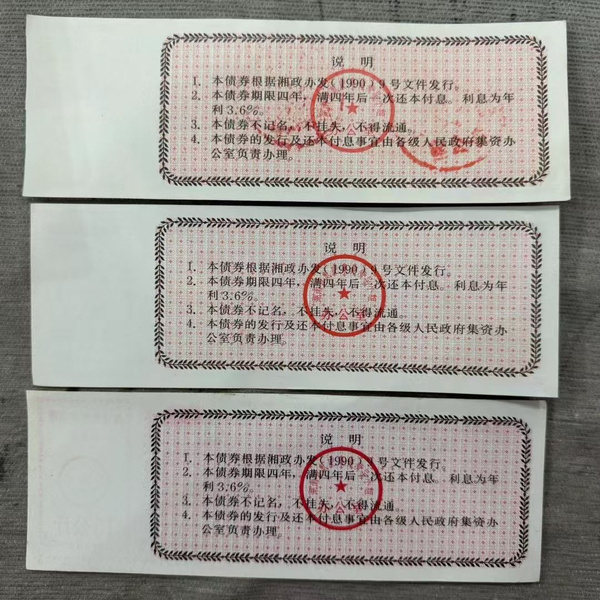 说 明
1. 本债券根据湘政办发(1990)9号文件发行。
2. 本债券期限四年，满四年后一次还本付息。利息为年
利3.6%。
3. 本债券不记名，不挂失，不得流通。
4. 本债券的发行及还本付息事宜由各级人民政府集资办
公室负责办理。
说 明
1. 本债券根据湘政办发(1990)9号文件发行。
2. 本债券期限四年，满四年后一次还本付息。利息为年
利3.6%。
3. 本债券不记名，不挂失，不得流通。
4. 本债券的发行及还本付息事宜由各级人民政府集资办
公室负责办理。
办公室
说 明
1. 本债券根据湘政办发(1990)9号文件发行。
2. 本债券期限四年，满四年后一次还本付息。利息为年
利3.6%。
3. 本债券不记名，不挂失，不得流通。
4. 本债券的发行及还本付息事宜由各级人民政府集资办
公室负责办理。
办公室